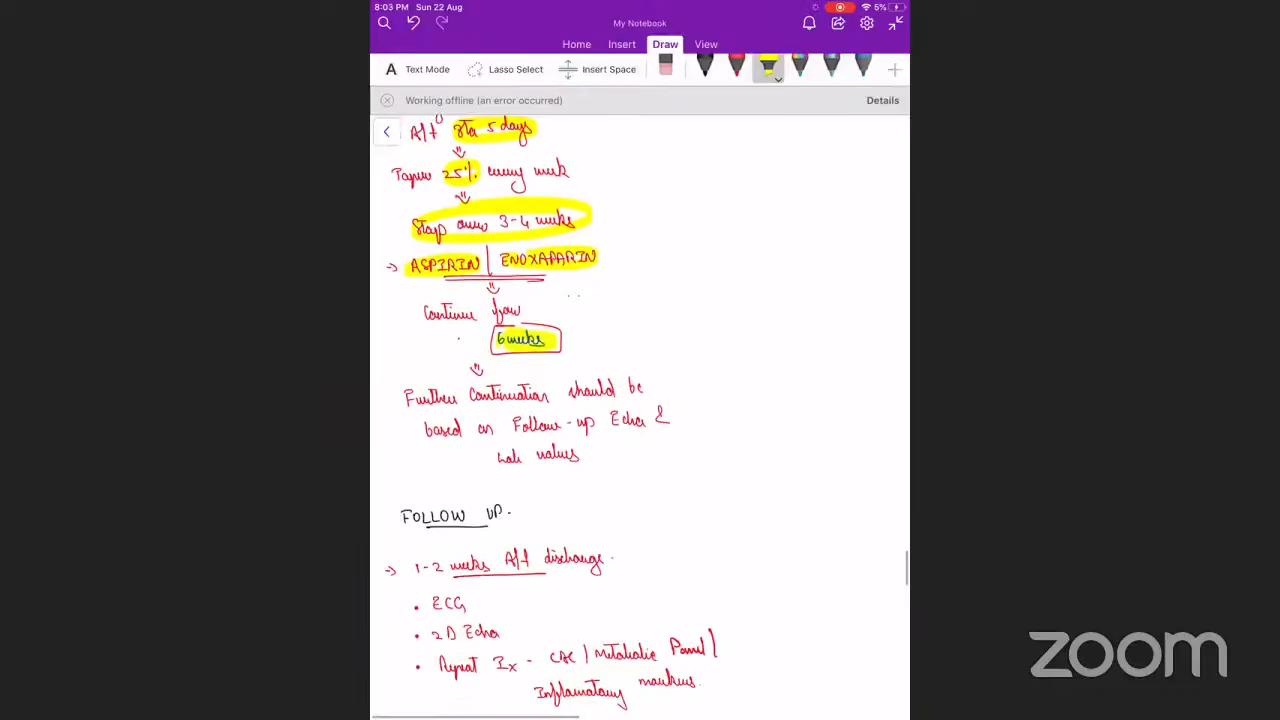 8:03 PM Sun 22 Aug 5%
My Notebook
Home Insert Draw View
Text Mode Lasso Select Insert Space
Working offline (an error occurred) Details
A/f 5 days
Taper 25% every week
⇓
Stop over 3-4 weeks
→ ASPIRIN | ENOXAPARIN
⇓
Continue for
6 weeks
⇓
Further Continuation should be
based on Follow-up Echo &
Lab values
FOLLOW UP.
→ 1-2 weeks A/f discharge.
• ECG
• 2D Echo
• Repeat Ix - CBC | Metabolic Panel |
Inflamatory markers.
zoom